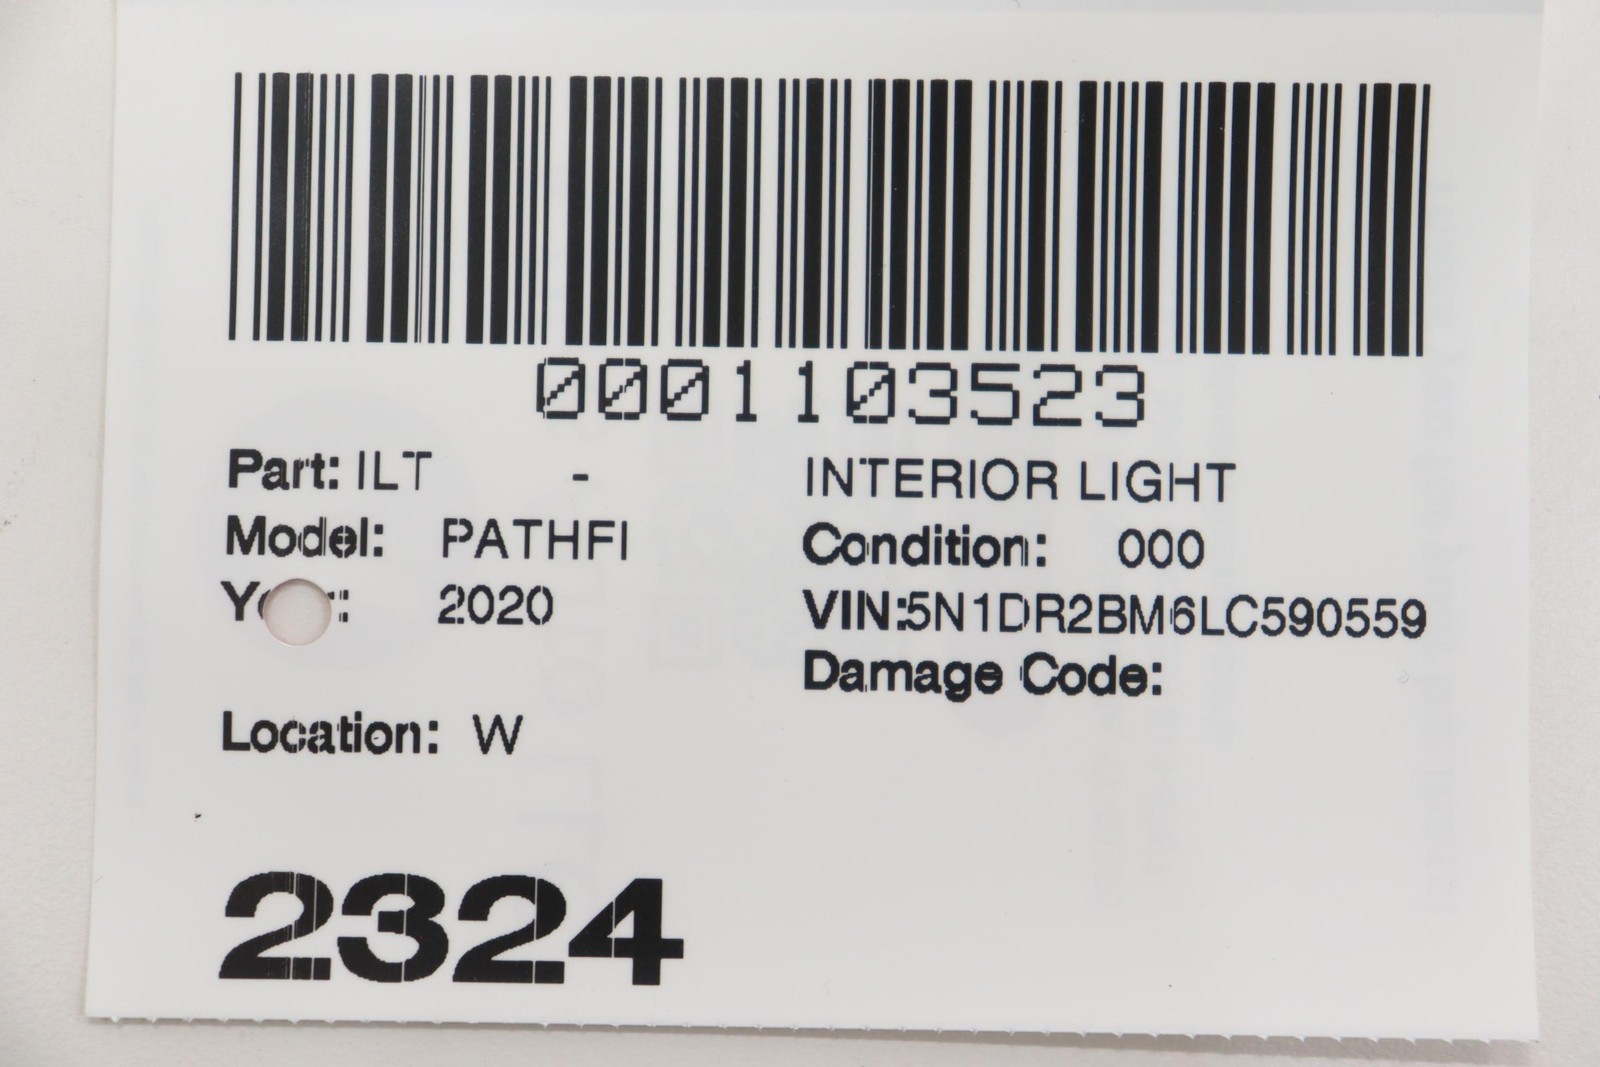 0001103523
Part: ILT - INTERIOR LIGHT
Model: PATHFI Condition: 000
2020 VIN:5N1DR2BM6LC590559
Damage Code:
Location: W
2324